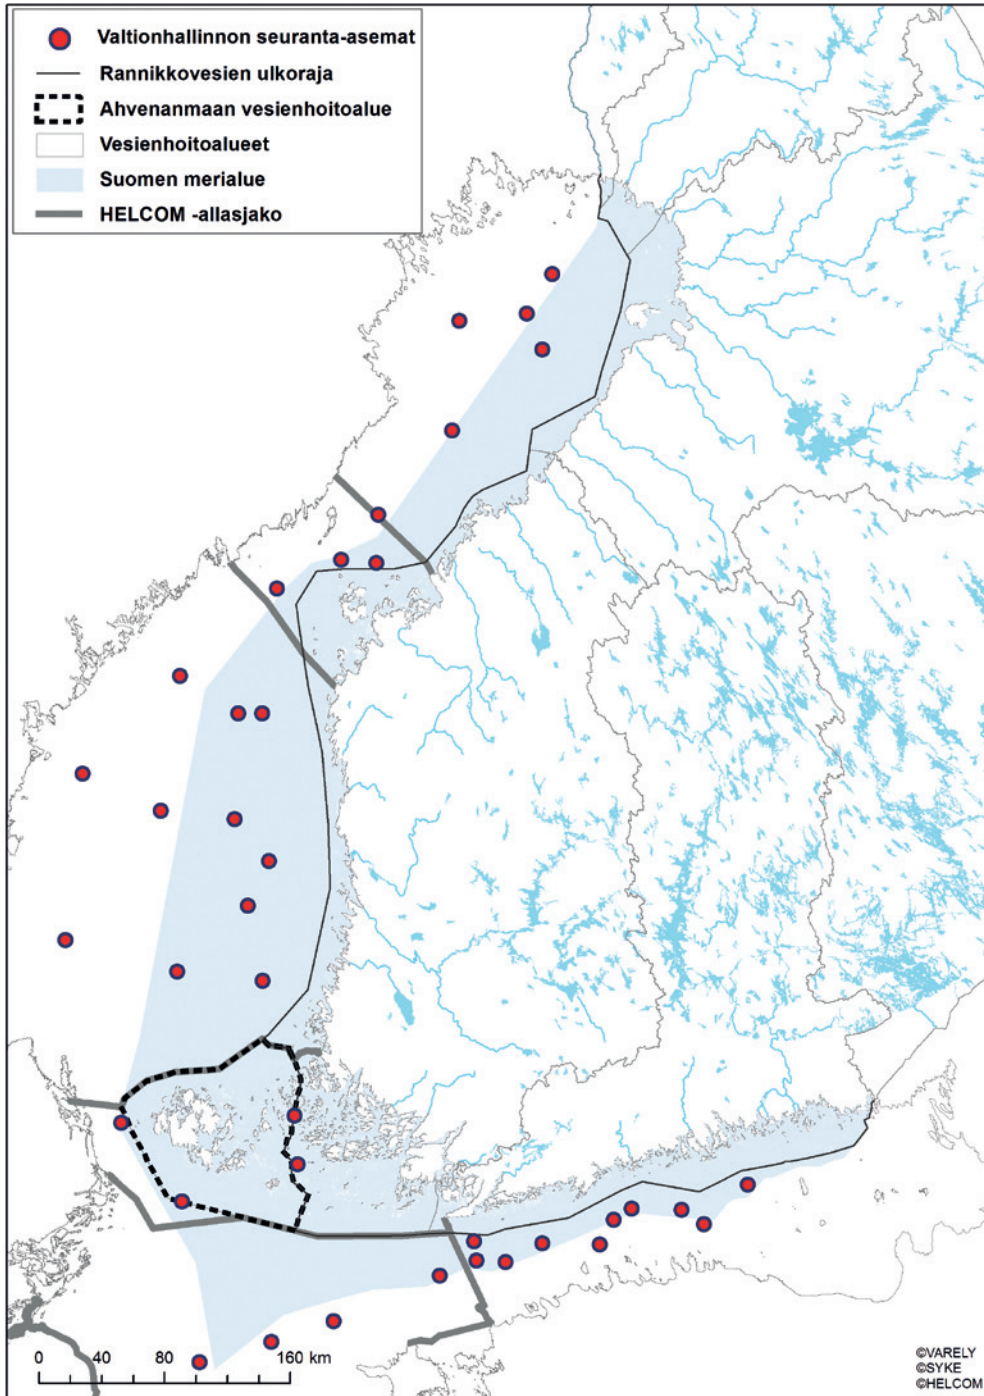 Valtionhallinnon seuranta-asemat
Rannikkovesien ulkoraja
Ahvenanmaan vesienhoitoalue
Vesienhoitoalueet
Suomen merialue
HELCOM -allasjako
0 40 80 160 km
©VARELY
©SYKE
©HELCOM